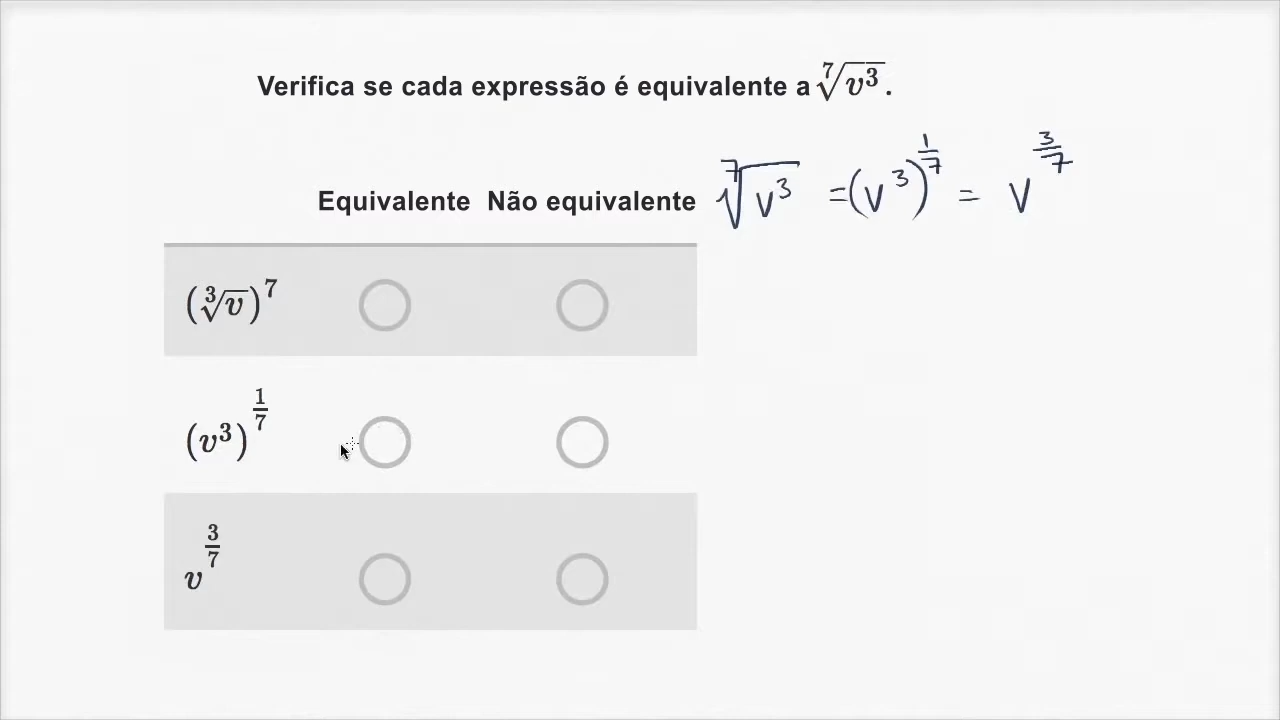 Verifica se cada expressão é equivalente a ⁷√v³.
Equivalente Não equivalente
⁷√v³ = (v³)^(1/7) = v^(3/7)
(³√v)⁷
(v³)^(1/7)
v^(3/7)